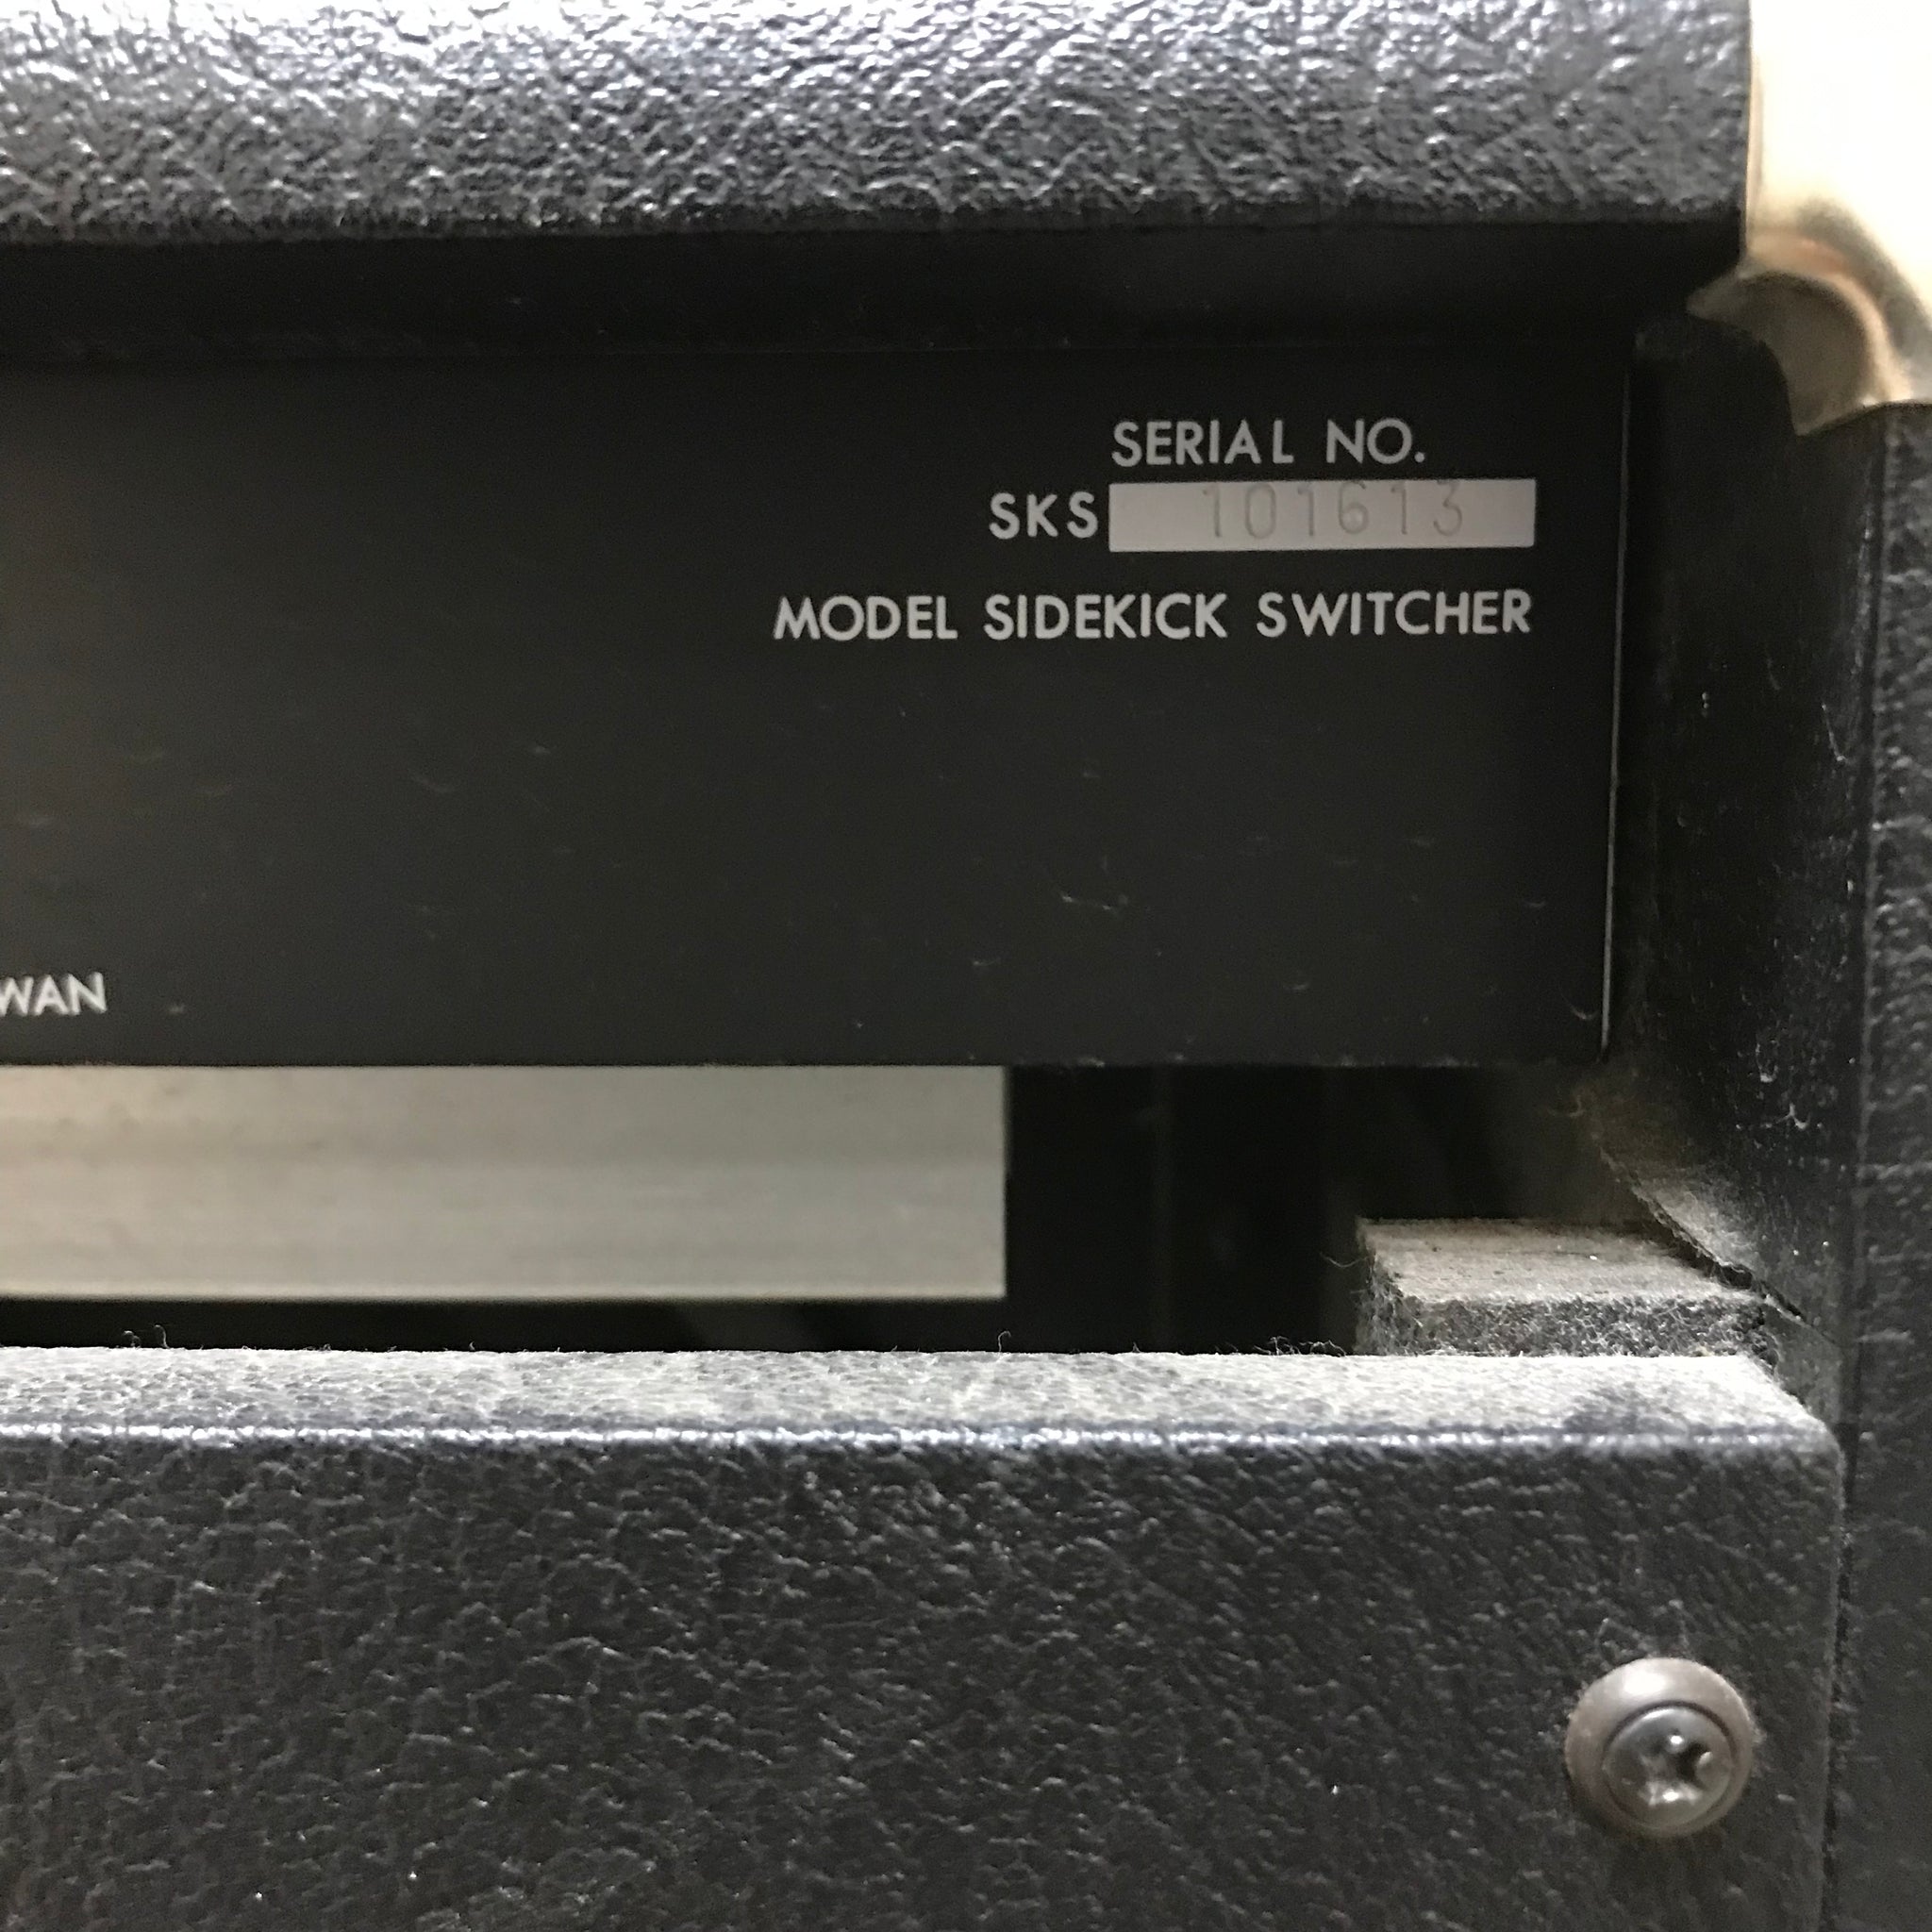 SERIAL NO.
SKS 101613
MODEL SIDEKICK SWITCHER
WAN